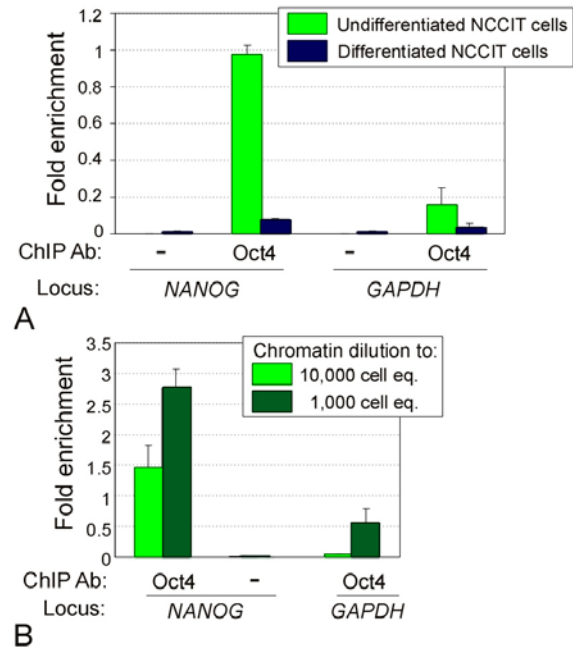 Undifferentiated NCCIT cells
Differentiated NCCIT cells
Fold enrichment
1.2
1
0.8
0.6
0.4
0.2
0
ChIP Ab: - Oct4 - Oct4
Locus: NANOG GAPDH
A
Chromatin dilution to:
10,000 cell eq.
1,000 cell eq.
Fold enrichment
3.5
3
2.5
2
1.5
1
0.5
0
ChIP Ab: Oct4 - Oct4
Locus: NANOG GAPDH
B